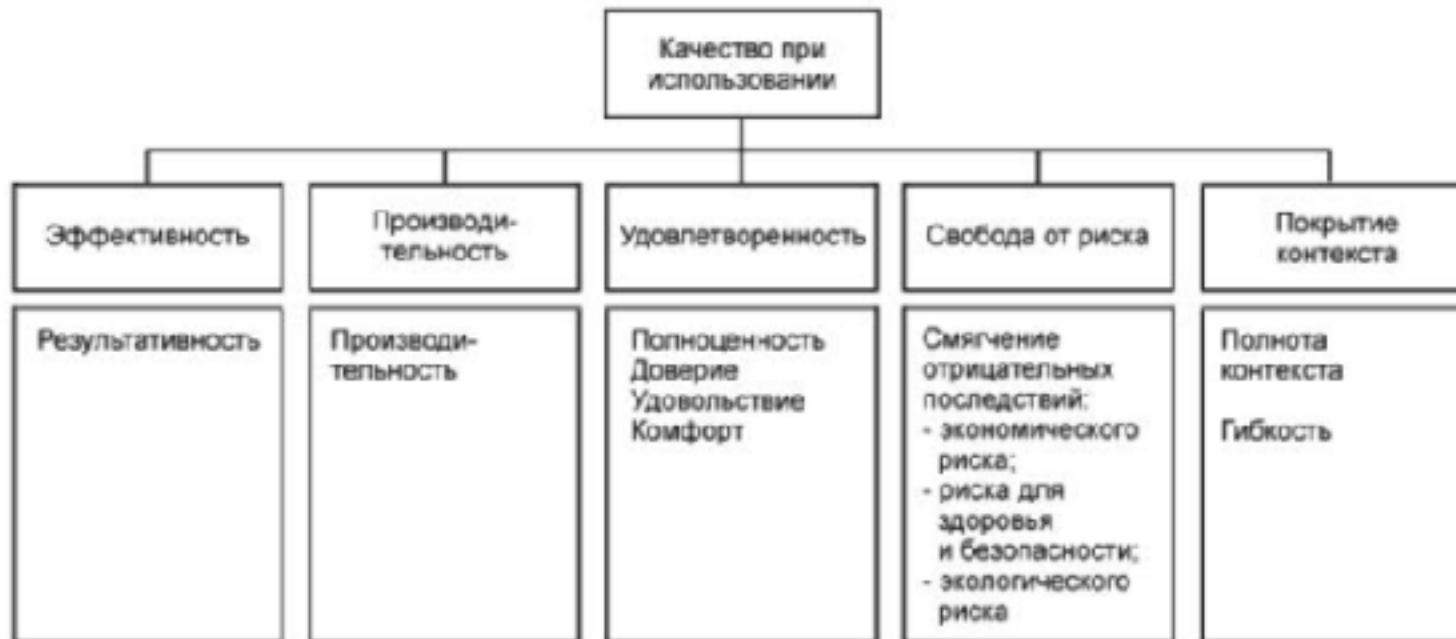 Качество при
использовании
Эффективность
Производи-
тельность
Удовлетворенность
Свобода от риска
Покрытие
контекста
Результативность
Производи-
тельность
Полноценность
Доверие
Удовольствие
Комфорт
Смягчение
отрицательных
последствий:
- экономического
риска;
- риска для
здоровья
и безопасности;
- экологического
риска
Полнота
контекста
Гибкость